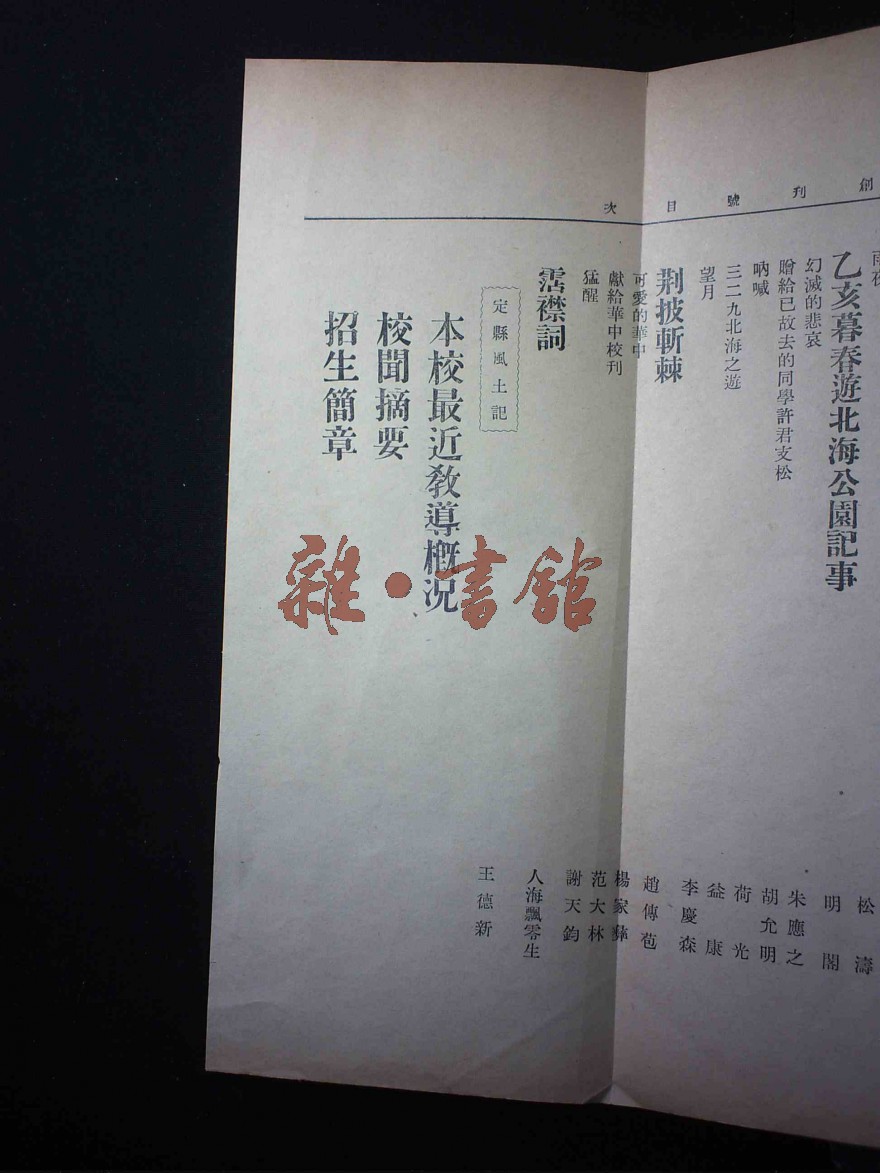 創刊號目次
雨夜 松濤
乙亥暮春遊北海公園記事 明
幻滅的悲哀 朱應之
贈給已故去的同學許君支松 胡允明
吶喊 荷光
三二九北海之遊 益康
望月 李慶森
荆披斬棘 趙傳苞
可愛的華中 楊家彝
獻給華中校刊 范大林
猛醒 謝天鈞
霑襟詞 人海飄零生
定縣風土記 王德新
本校最近教導概況
校聞摘要
招生簡章
雜·書館